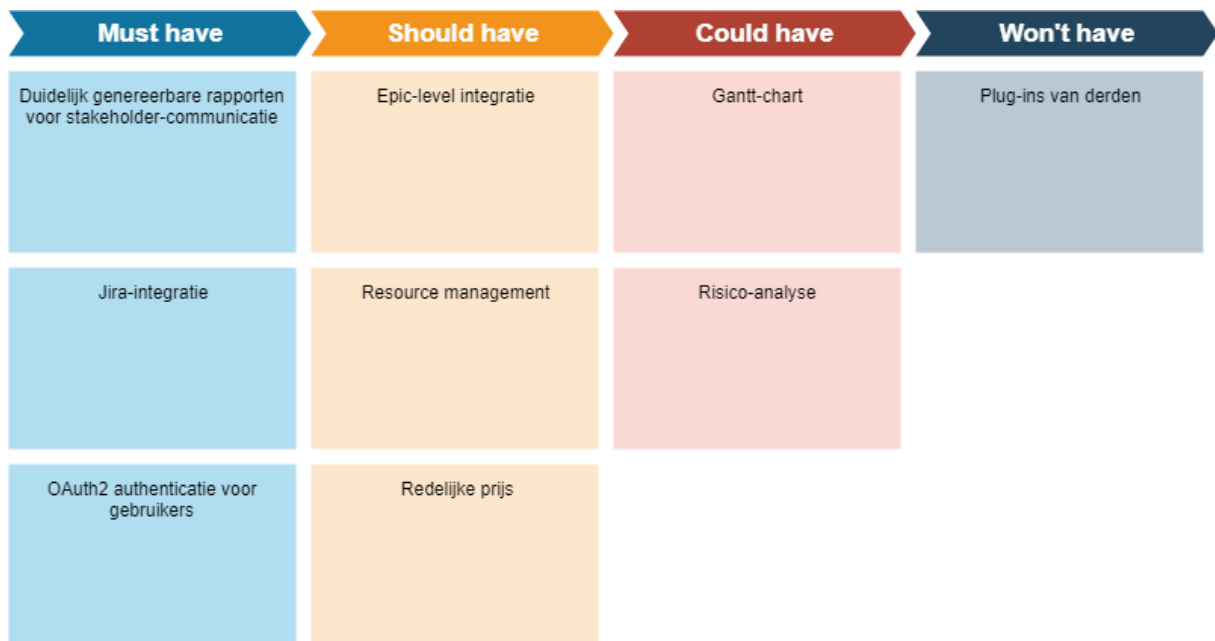 Must have
Should have
Could have
Won't have
Duidelijk genereerbare rapporten
voor stakeholder-communicatie
Epic-level integratie
Gantt-chart
Plug-ins van derden
Jira-integratie
Resource management
Risico-analyse
OAuth2 authenticatie voor
gebruikers
Redelijke prijs